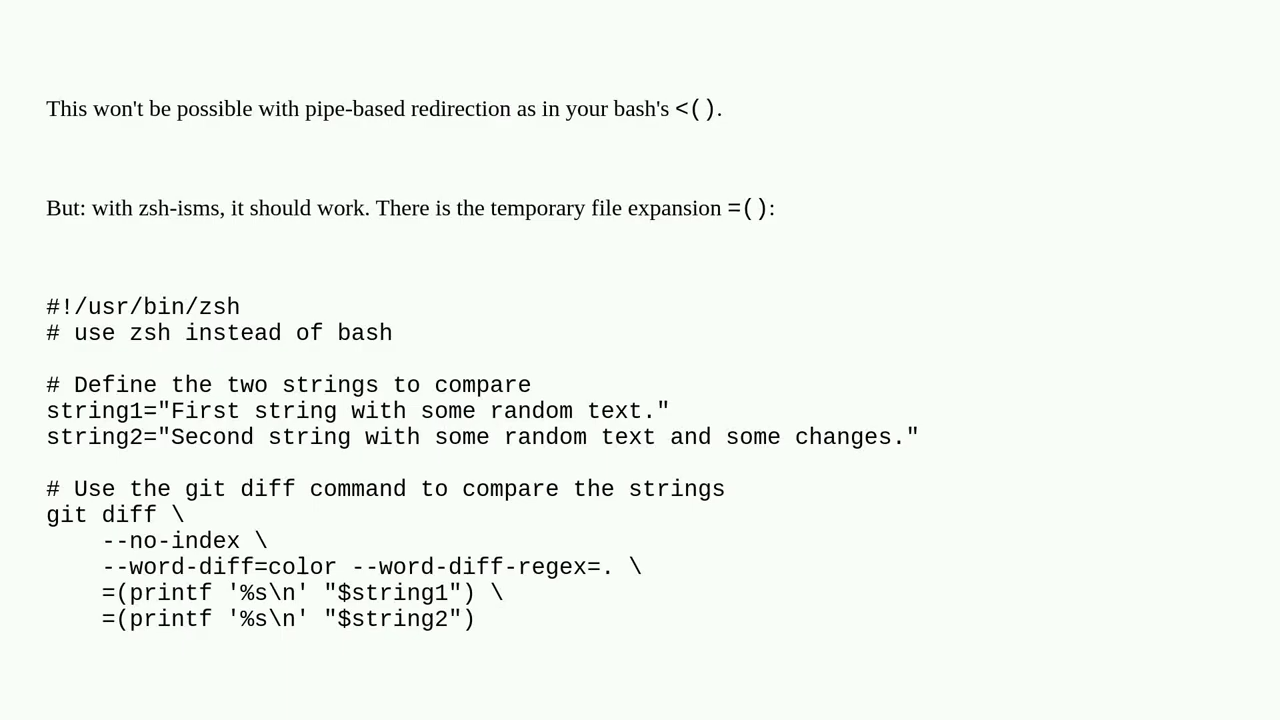 This won't be possible with pipe-based redirection as in your bash's <().
But: with zsh-isms, it should work. There is the temporary file expansion =():
#!/usr/bin/zsh
# use zsh instead of bash
# Define the two strings to compare
string1="First string with some random text."
string2="Second string with some random text and some changes."
# Use the git diff command to compare the strings
git diff \
    --no-index \
    --word-diff=color --word-diff-regex=. \
    =(printf '%s\n' "$string1") \
    =(printf '%s\n' "$string2")